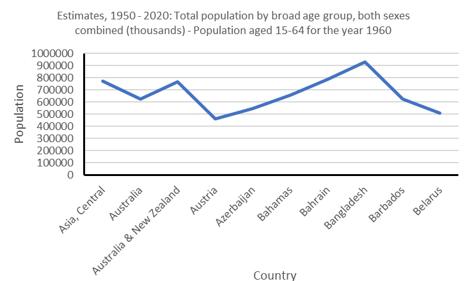 Estimates, 1950 - 2020: Total population by broad age group, both sexes
combined (thousands) - Population aged 15-64 for the year 1960
1000000
900000
800000
700000
600000
500000
400000
300000
200000
100000
0
Population
Asia, Central
Australia
Australia & New Zealand
Austria
Azerbaijan
Bahamas
Bahrain
Bangladesh
Barbados
Belarus
Country